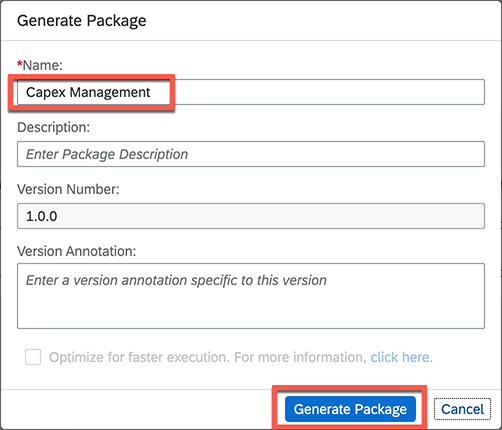 Generate Package
*Name:
Capex Management
Description:
Enter Package Description
Version Number:
1.0.0
Version Annotation:
Enter a version annotation specific to this version
Optimize for faster execution. For more information, click here.
Generate Package Cancel